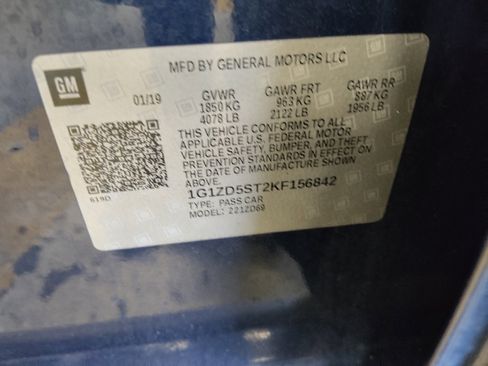 MFD BY GENERAL MOTORS LLC
GM
01/19
GVWR GAWR FRT GAWR RR
1850 KG 963 KG 887 KG
4078 LB 2122 LB 1956 LB
THIS VEHICLE CONFORMS TO ALL
APPLICABLE U.S. FEDERAL MOTOR
VEHICLE SAFETY, BUMPER, AND THEFT
PREVENTION STANDARDS IN EFFECT ON
THE DATE OF MANUFACTURE SHOWN
ABOVE.
619D
1G1ZD5ST2KF156842
TYPE: PASS CAR
MODEL: 221ZD69